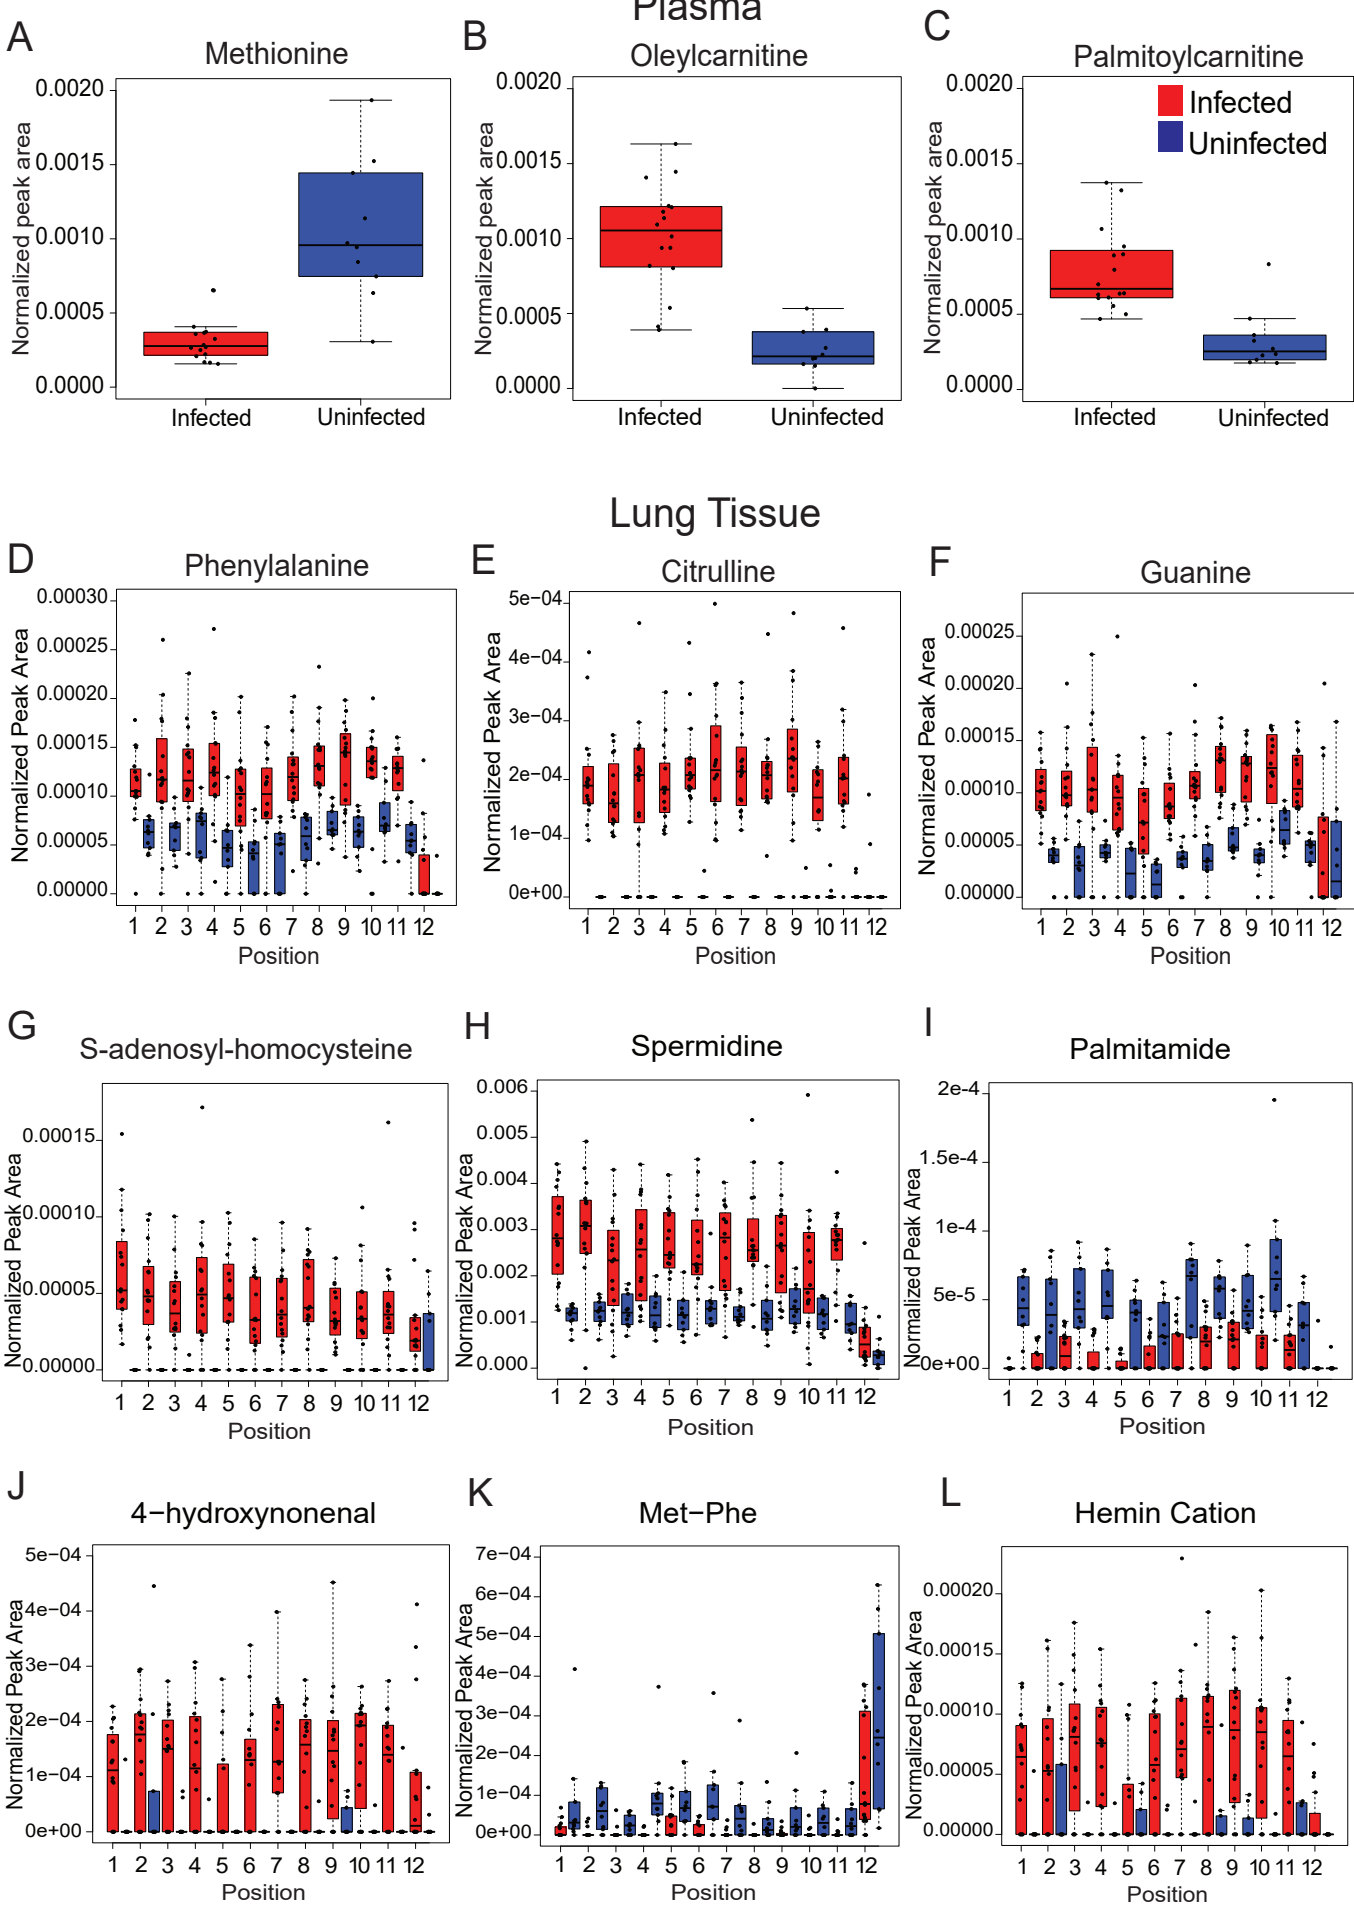 Plasma
A
Methionine
Normalized peak area
0.0020
0.0015
0.0010
0.0005
0.0000
Infected
Uninfected
B
Oleylcarnitine
Normalized peak area
0.0020
0.0015
0.0010
0.0005
0.0000
Infected
Uninfected
C
Palmitoylcarnitine
Infected
Uninfected
Normalized peak area
0.0020
0.0015
0.0010
0.0005
0.0000
Infected
Uninfected
Lung Tissue
D
Phenylalanine
Normalized Peak Area
0.00030
0.00025
0.00020
0.00015
0.00010
0.00005
0.00000
1 2 3 4 5 6 7 8 9 10 11 12
Position
E
Citrulline
Normalized Peak Area
5e−04
4e−04
3e−04
2e−04
1e−04
0e+00
1 2 3 4 5 6 7 8 9 10 11 12
Position
F
Guanine
Normalized Peak Area
0.00025
0.00020
0.00015
0.00010
0.00005
0.00000
1 2 3 4 5 6 7 8 9 10 11 12
Position
G
S-adenosyl-homocysteine
Normalized Peak Area
0.00015
0.00010
0.00005
0.00000
1 2 3 4 5 6 7 8 9 10 11 12
Position
H
Spermidine
Normalized Peak Area
0.006
0.005
0.004
0.003
0.002
0.001
0.000
1 2 3 4 5 6 7 8 9 10 11 12
Position
I
Palmitamide
Normalized Peak Area
2e-4
1.5e-4
1e-4
5e-5
0e+00
1 2 3 4 5 6 7 8 9 10 11 12
Position
J
4−hydroxynonenal
Normalized Peak Area
5e−04
4e−04
3e−04
2e−04
1e−04
0e+00
1 2 3 4 5 6 7 8 9 10 11 12
Position
K
Met−Phe
Normalized Peak Area
7e−04
6e−04
5e−04
4e−04
3e−04
2e−04
1e−04
0e+00
1 2 3 4 5 6 7 8 9 10 11 12
Position
L
Hemin Cation
Normalized Peak Area
0.00020
0.00015
0.00010
0.00005
0.00000
1 2 3 4 5 6 7 8 9 10 11 12
Position